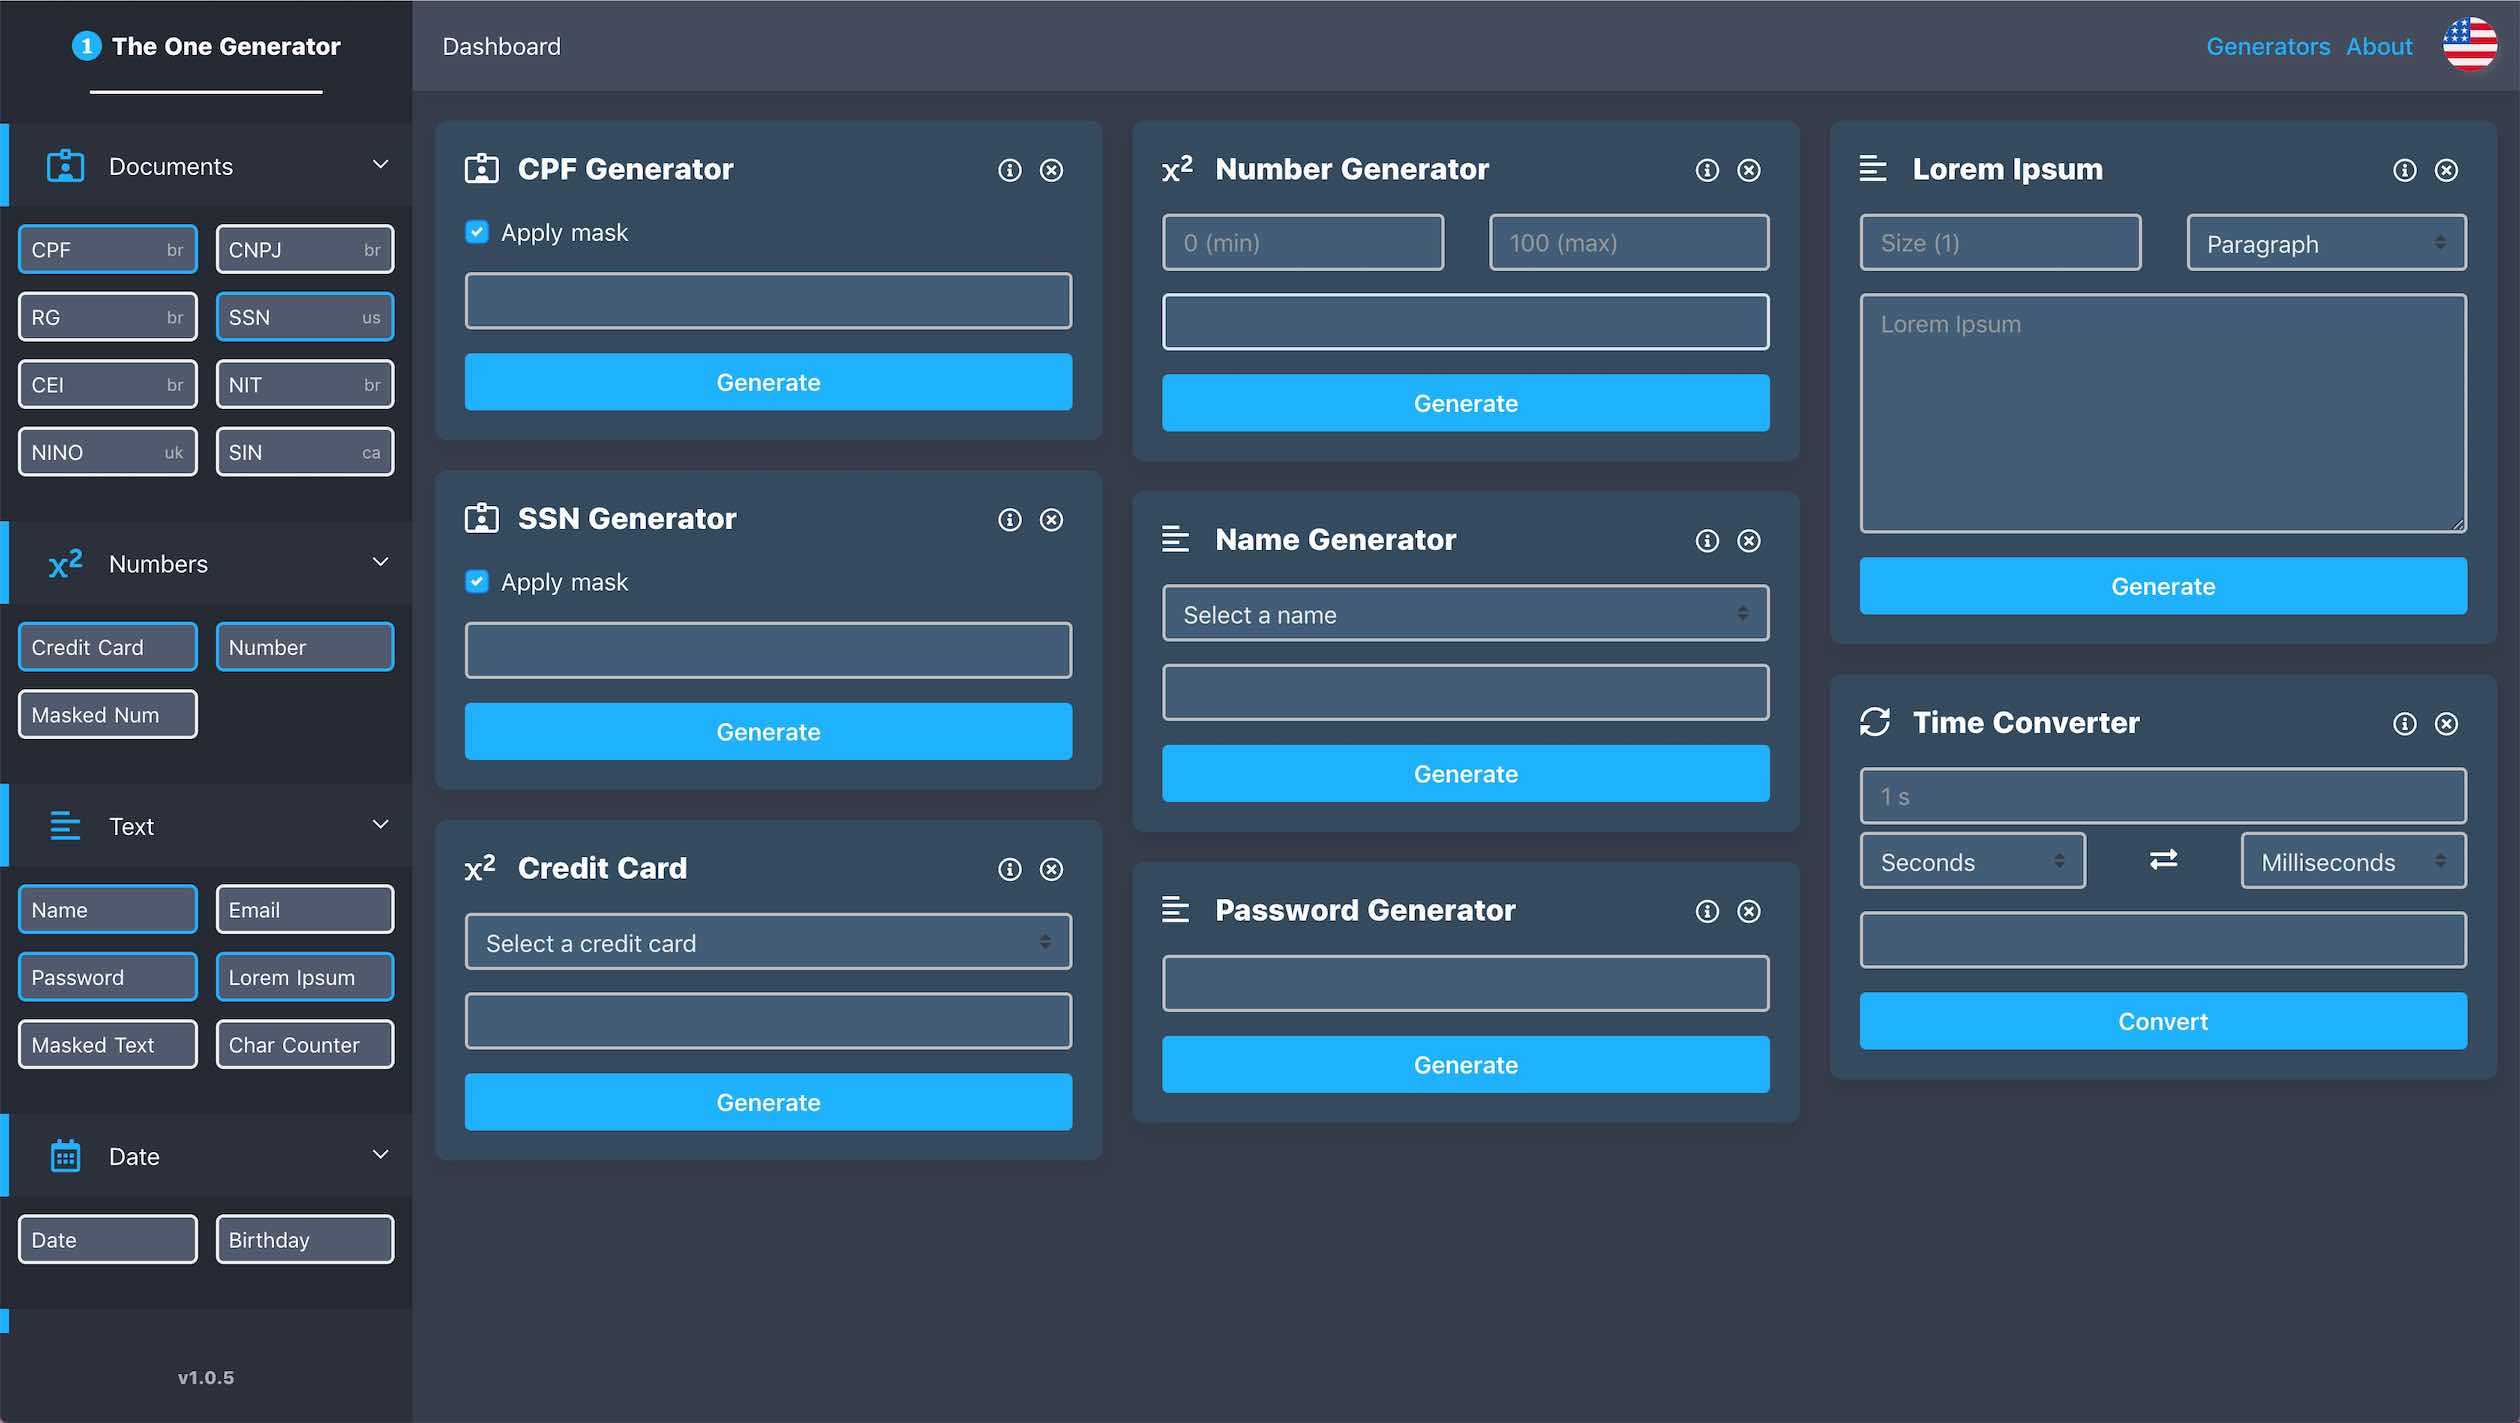 1 The One Generator
Documents
CPF br
CNPJ br
RG br
SSN us
CEI br
NIT br
NINO uk
SIN ca
x² Numbers
Credit Card
Number
Masked Num
Text
Name
Email
Password
Lorem Ipsum
Masked Text
Char Counter
Date
Date
Birthday
v1.0.5
Dashboard
Generators About
CPF Generator
Apply mask
Generate
SSN Generator
Apply mask
Generate
x² Credit Card
Select a credit card
Generate
x² Number Generator
0 (min)
100 (max)
Generate
Name Generator
Select a name
Generate
Password Generator
Generate
Lorem Ipsum
Size (1)
Paragraph
Lorem Ipsum
Generate
Time Converter
1 s
Seconds
Milliseconds
Convert